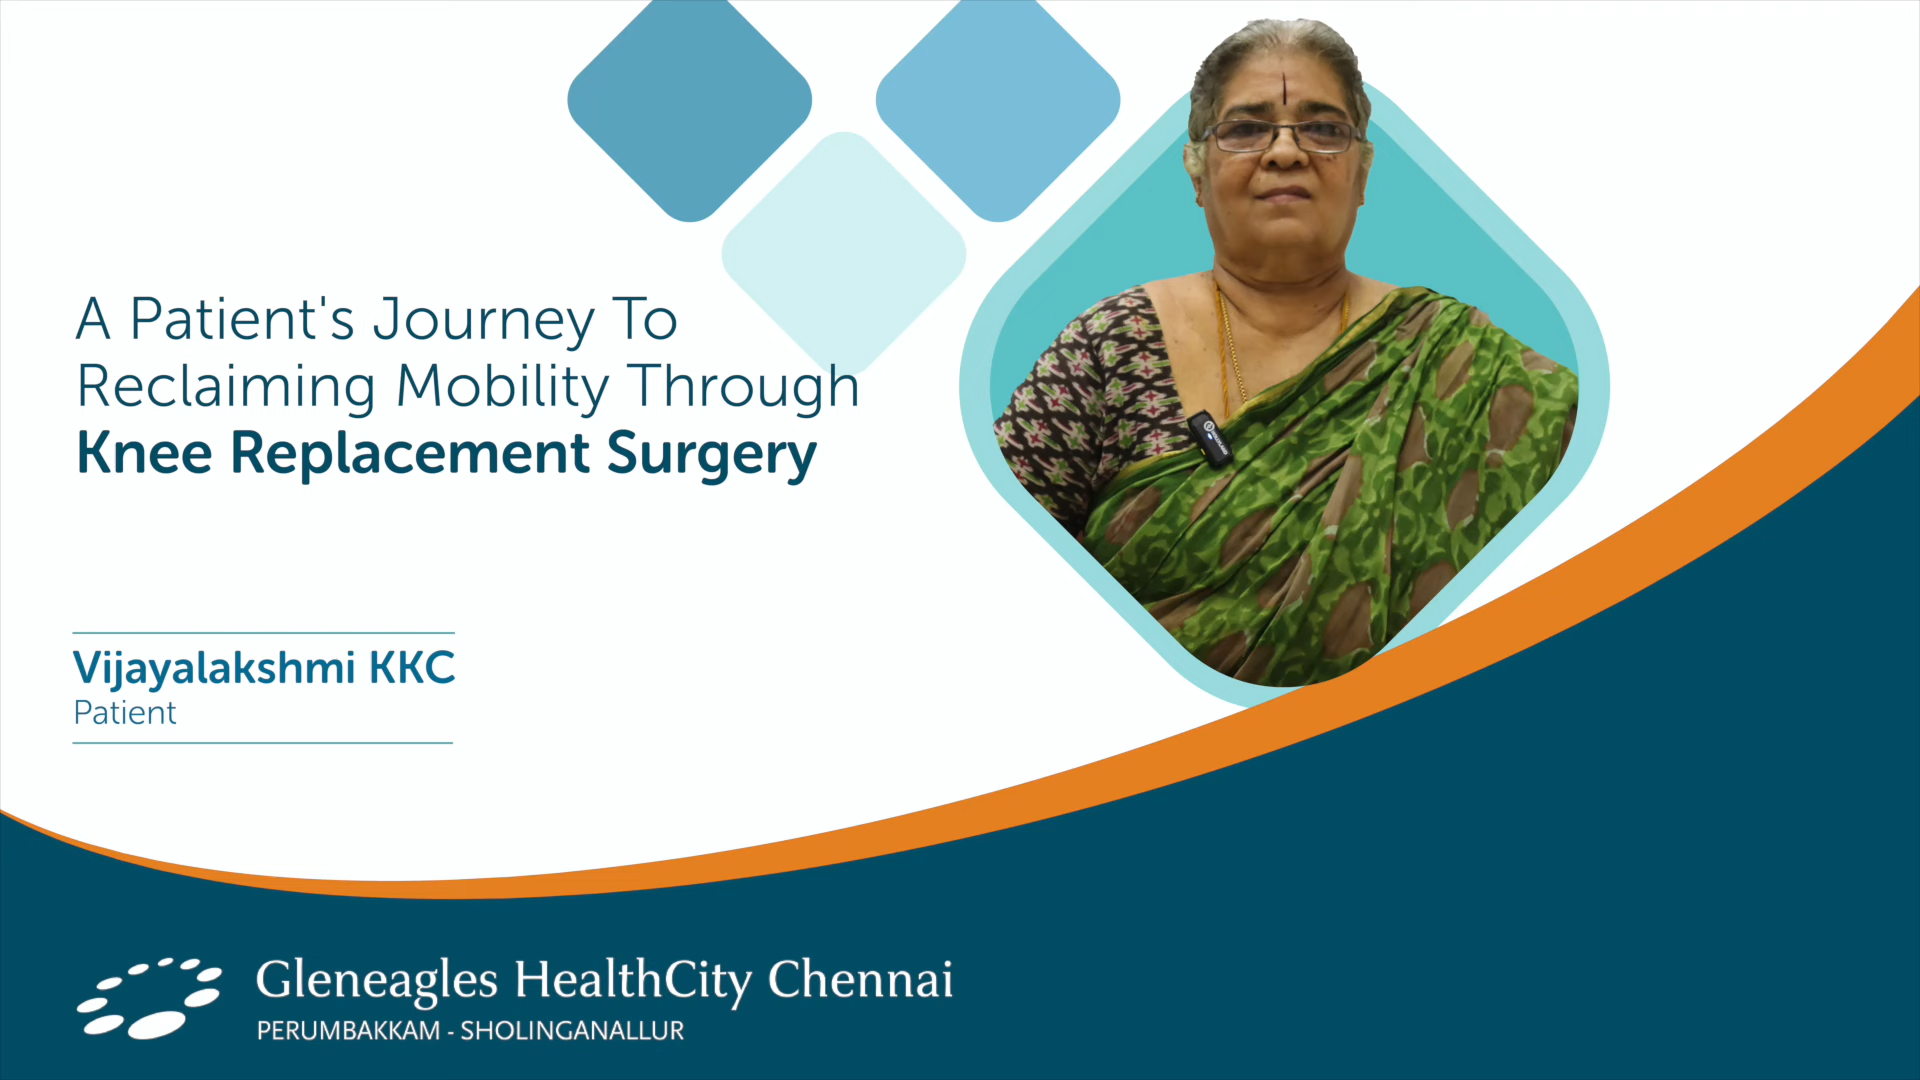 A Patient's Journey To
Reclaiming Mobility Through
Knee Replacement Surgery
Vijayalakshmi KKC
Patient
Gleneagles HealthCity Chennai
PERUMBAKKAM - SHOLINGANALLUR